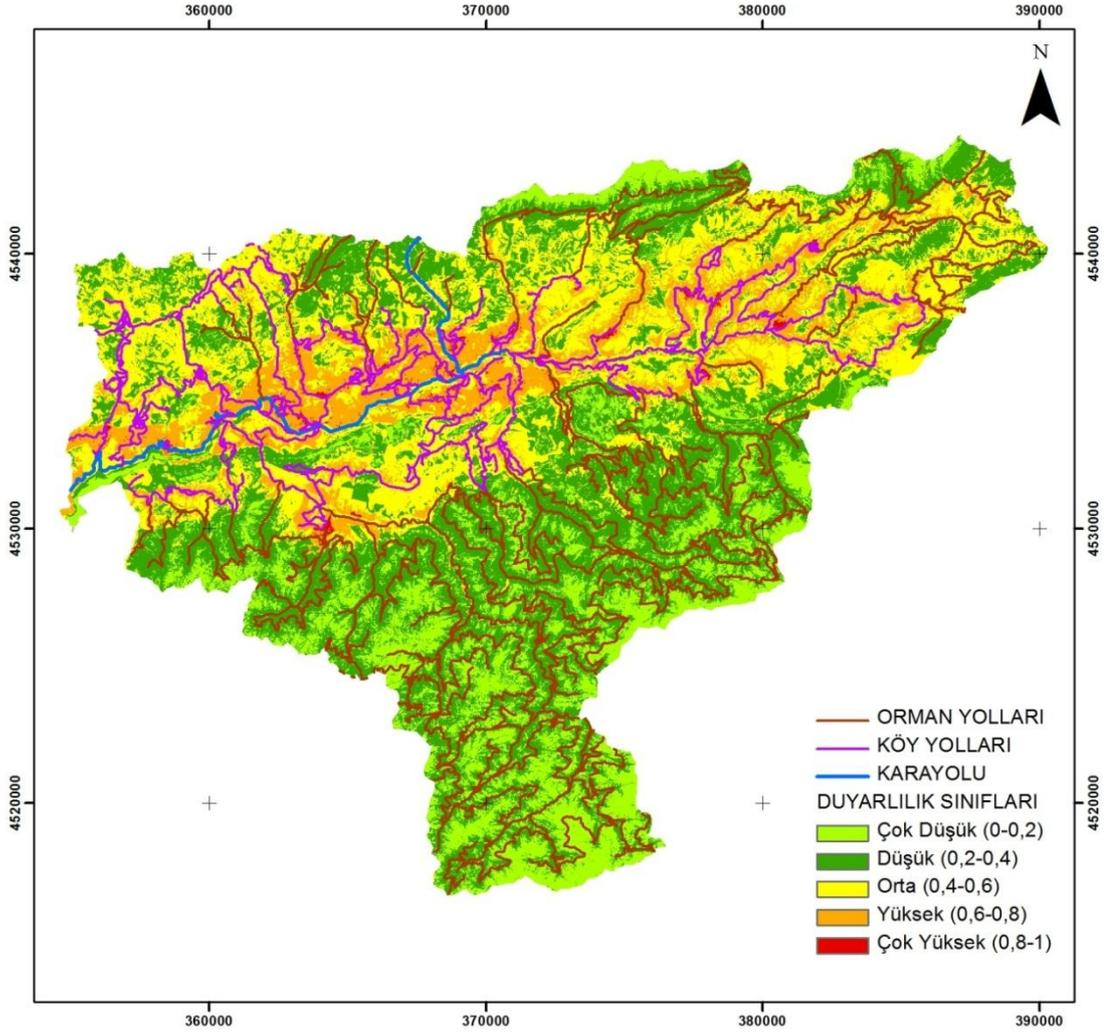 360000 370000 380000 390000
N
4540000 4540000
4530000 4530000
4520000 4520000
ORMAN YOLLARI
KÖY YOLLARI
KARAYOLU
DUYARLILIK SINIFLARI
Çok Düşük (0-0,2)
Düşük (0,2-0,4)
Orta (0,4-0,6)
Yüksek (0,6-0,8)
Çok Yüksek (0,8-1)
360000 370000 380000 390000